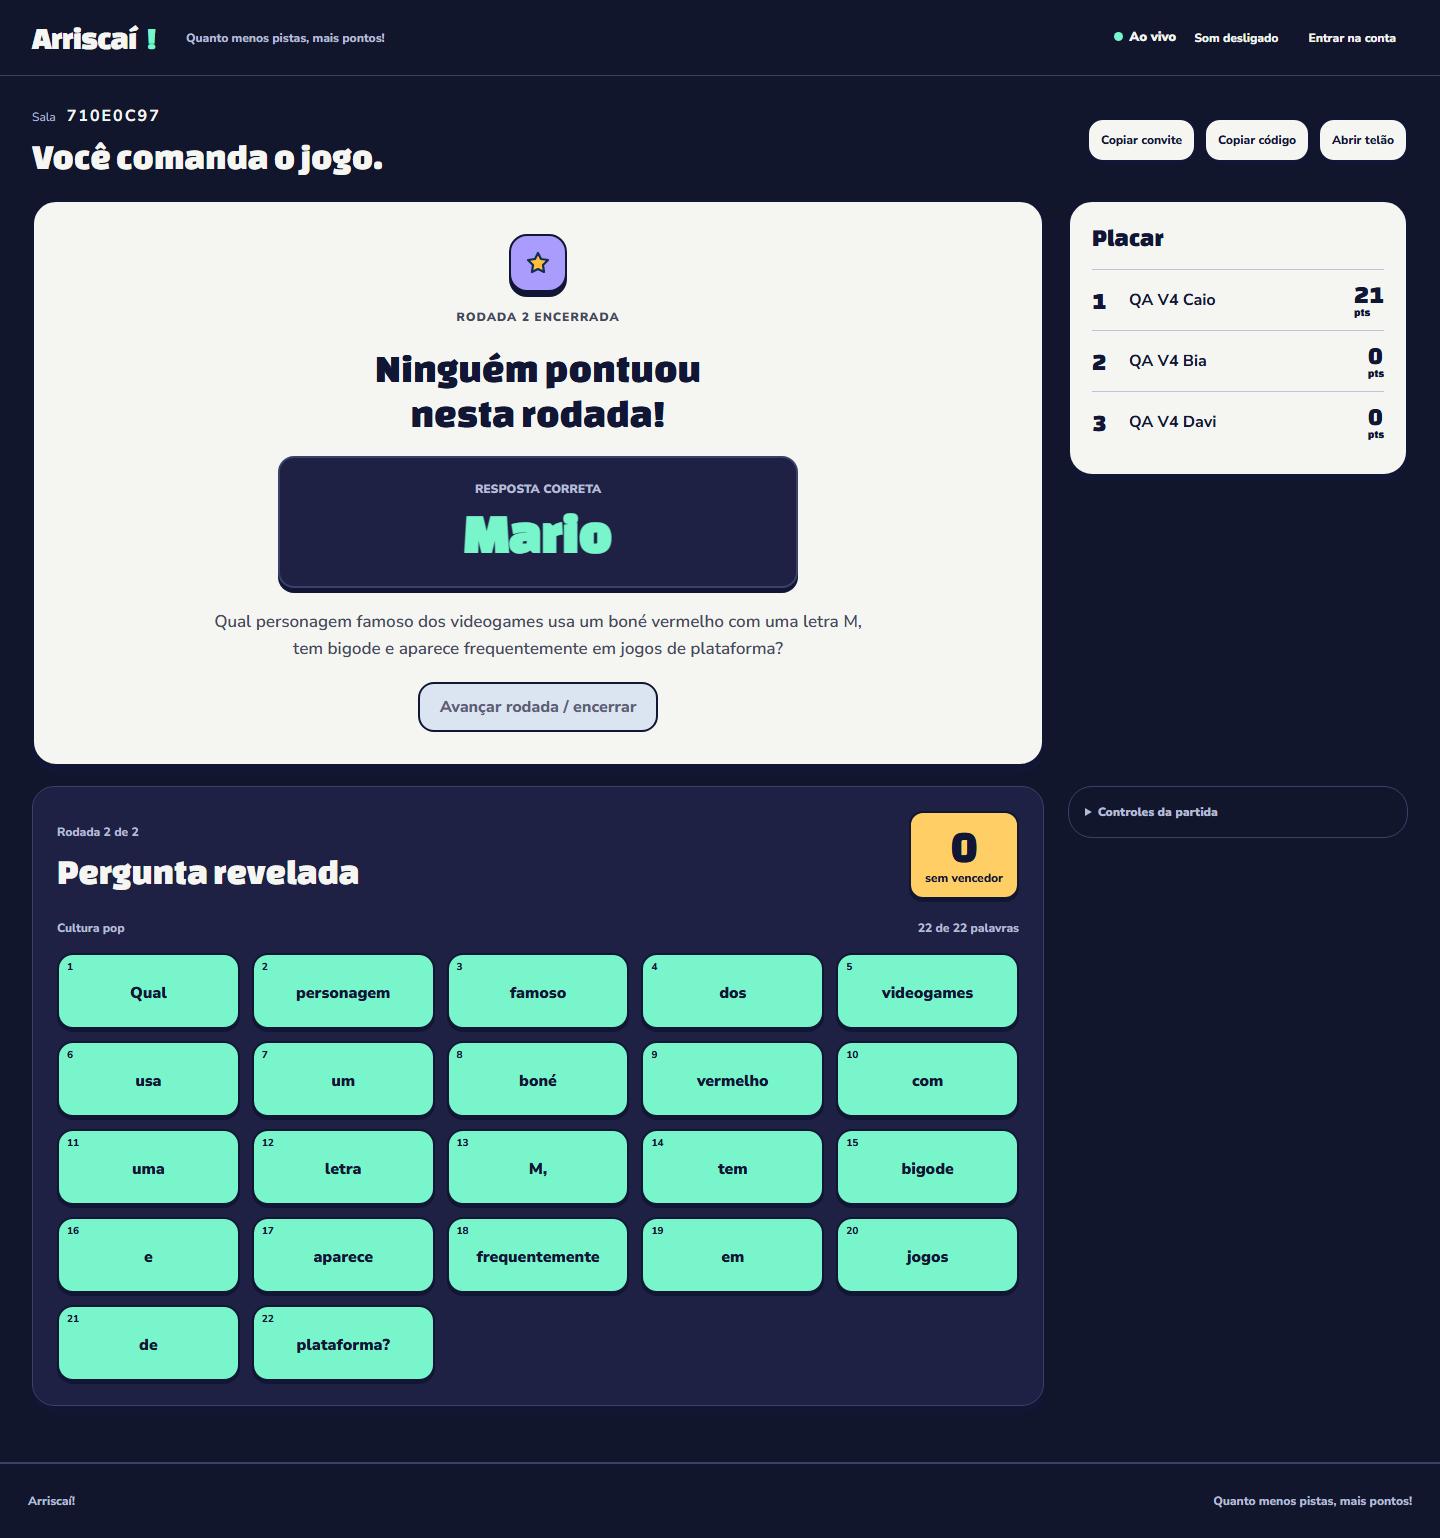 Arriscaí !
Quanto menos pistas, mais pontos!
Ao vivo
Som desligado
Entrar na conta
Sala 710E0C97
Você comanda o jogo.
Copiar convite
Copiar código
Abrir telão
RODADA 2 ENCERRADA
Ninguém pontuou
nesta rodada!
RESPOSTA CORRETA
Mario
Qual personagem famoso dos videogames usa um boné vermelho com uma letra M,
tem bigode e aparece frequentemente em jogos de plataforma?
Avançar rodada / encerrar
Placar
1 QA V4 Caio 21 pts
2 QA V4 Bia 0 pts
3 QA V4 Davi 0 pts
Rodada 2 de 2
Pergunta revelada
0
sem vencedor
Cultura pop
22 de 22 palavras
1 Qual
2 personagem
3 famoso
4 dos
5 videogames
6 usa
7 um
8 boné
9 vermelho
10 com
11 uma
12 letra
13 M,
14 tem
15 bigode
16 e
17 aparece
18 frequentemente
19 em
20 jogos
21 de
22 plataforma?
Controles da partida
Arriscaí!
Quanto menos pistas, mais pontos!